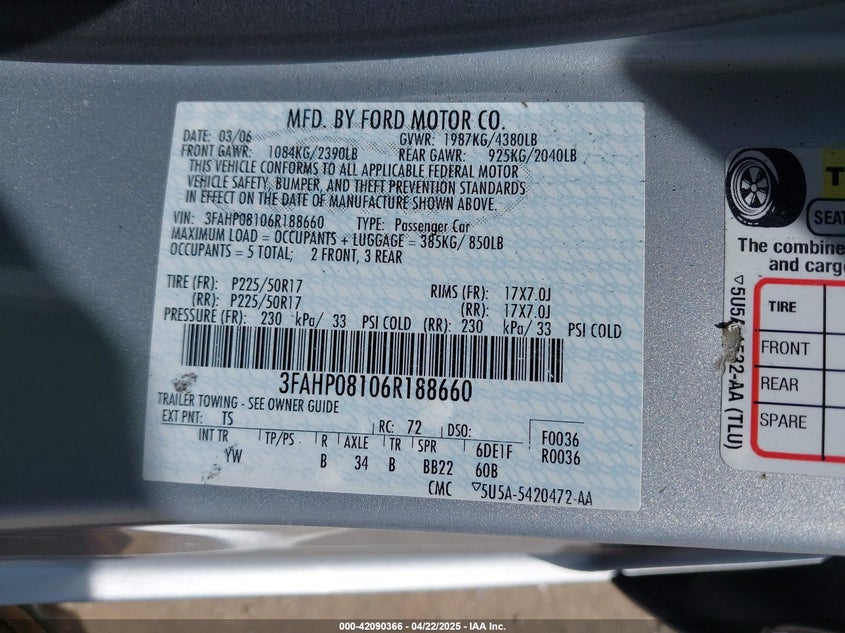 MFD. BY FORD MOTOR CO.
DATE: 03/06 GVWR: 1987KG/4380LB
FRONT GAWR: 1084KG/2390LB REAR GAWR: 925KG/2040LB
THIS VEHICLE CONFORMS TO ALL APPLICABLE FEDERAL MOTOR
VEHICLE SAFETY, BUMPER, AND THEFT PREVENTION STANDARDS
IN EFFECT ON THE DATE OF MANUFACTURE SHOWN ABOVE.
VIN: 3FAHP08106R188660 TYPE: Passenger Car
MAXIMUM LOAD = OCCUPANTS + LUGGAGE = 385KG/ 850LB
OCCUPANTS = 5 TOTAL; 2 FRONT, 3 REAR
TIRE (FR): P225/50R17 RIMS (FR): 17X7.0J
(RR): P225/50R17 (RR): 17X7.0J
PRESSURE (FR): 230 kPa/ 33 PSI COLD (RR): 230 kPa/ 33 PSI COLD
3FAHP08106R188660
TRAILER TOWING - SEE OWNER GUIDE
EXT PNT: TS RC: 72 DSO: F0036
INT TR TP/PS R AXLE TR SPR 6DE1F R0036
YW B 34 B BB22 60B
CMC 5U5A-5420472-AA
SEAT
The combine
and cargo
TIRE
FRONT
REAR
SPARE
(TLU)
000-42090366 - 04/22/2025 - IAA Inc.